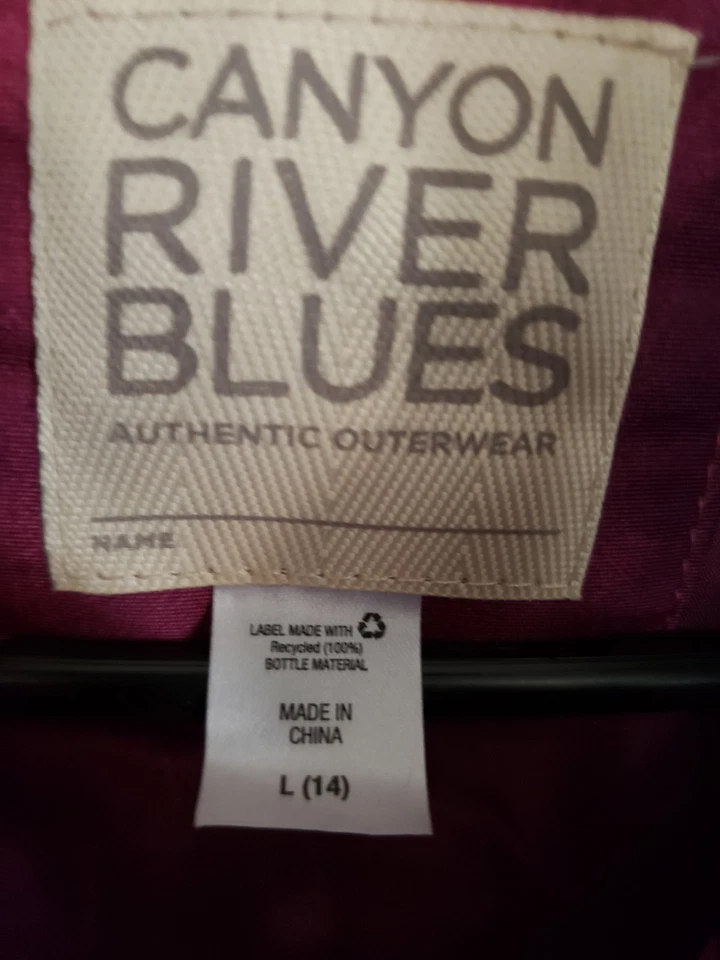 CANYON
RIVER
BLUES
AUTHENTIC OUTERWEAR
NAME
LABEL MADE WITH
Recycled (100%)
BOTTLE MATERIAL
MADE IN
CHINA
L (14)